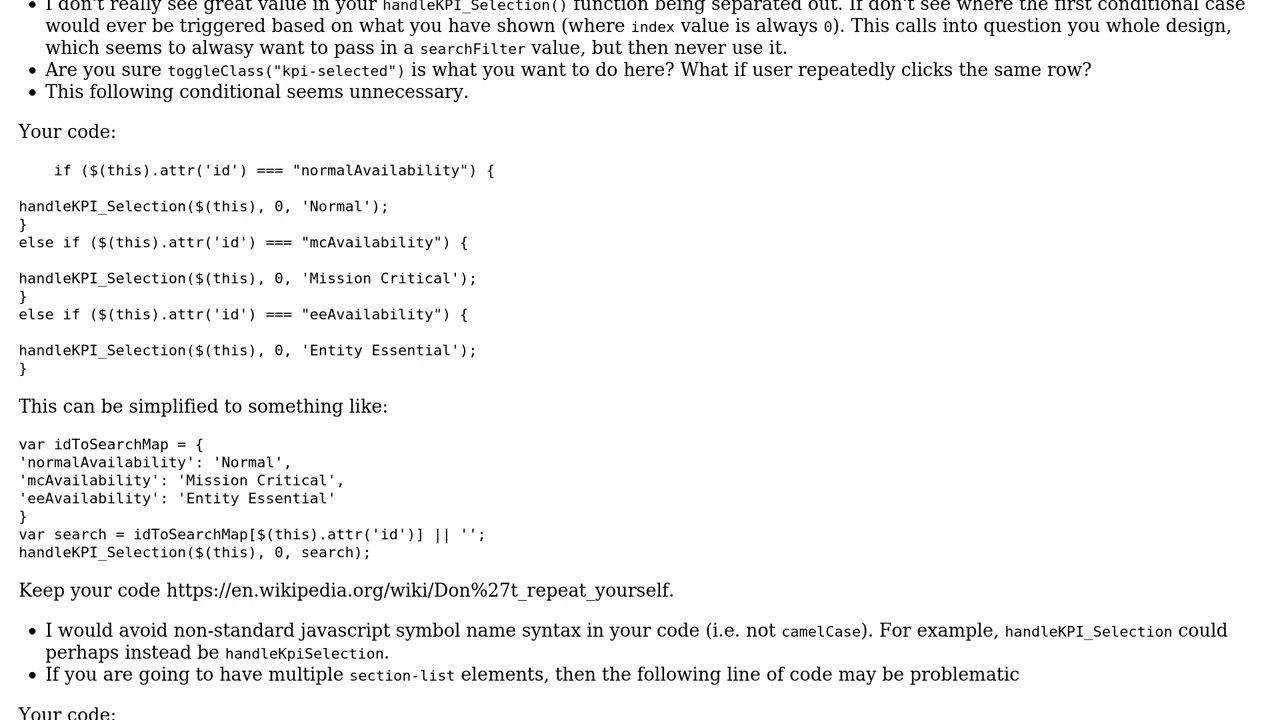 • I don't really see great value in your handleKPI_Selection() function being separated out. If don't see where the first conditional case
would ever be triggered based on what you have shown (where index value is always 0). This calls into question you whole design,
which seems to alwasy want to pass in a searchFilter value, but then never use it.
• Are you sure toggleClass("kpi-selected") is what you want to do here? What if user repeatedly clicks the same row?
• This following conditional seems unnecessary.
Your code:
if ($(this).attr('id') === "normalAvailability") {
handleKPI_Selection($(this), 0, 'Normal');
}
else if ($(this).attr('id') === "mcAvailability") {
handleKPI_Selection($(this), 0, 'Mission Critical');
}
else if ($(this).attr('id') === "eeAvailability") {
handleKPI_Selection($(this), 0, 'Entity Essential');
}
This can be simplified to something like:
var idToSearchMap = {
'normalAvailability': 'Normal',
'mcAvailability': 'Mission Critical',
'eeAvailability': 'Entity Essential'
}
var search = idToSearchMap[$(this).attr('id')] || '';
handleKPI_Selection($(this), 0, search);
Keep your code https://en.wikipedia.org/wiki/Don%27t_repeat_yourself.
• I would avoid non-standard javascript symbol name syntax in your code (i.e. not camelCase). For example, handleKPI_Selection could
perhaps instead be handleKpiSelection.
• If you are going to have multiple section-list elements, then the following line of code may be problematic
Your code: